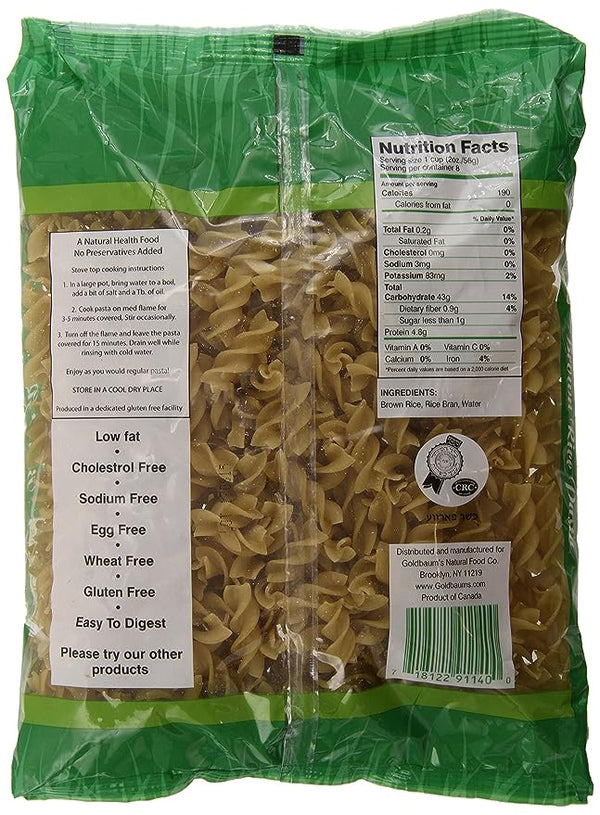 A Natural Health Food
No Preservatives Added
Stove top cooking instructions
1. In a large pot, bring water to a boil,
add a bit of salt and a Tb. of oil.
2. Cook pasta on med flame for
3-5 minutes covered, Stir occasionally.
3. Turn off the flame and leave the pasta
covered for 15 minutes. Drain well while
rinsing with cold water.
Enjoy as you would regular pasta!
STORE IN A COOL DRY PLACE
Produced in a dedicated gluten free facility
Low fat
•
Cholestrol Free
•
Sodium Free
•
Egg Free
•
Wheat Free
•
Gluten Free
•
Easy To Digest
Please try our other
products
Nutrition Facts
Serving size 1 cup (2oz./56g)
Serving per container 8
Amount per serving
Calories 190
Calories from fat 0
% Daily Value*
Total Fat 0.2g 0%
Saturated Fat 0%
Cholesterol 0mg 0%
Sodium 3mg 0%
Potassium 83mg 2%
Total
Carbohydrate 43g 14%
Dietary fiber 0.9g 4%
Sugar less than 1g
Protein 4.8g
Vitamin A 0% Vitamin C 0%
Calcium 0% Iron 4%
*Percent daily values are based on a 2,000 calorie diet
INGREDIENTS:
Brown Rice, Rice Bran, Water
CRC
כשר פארווע
Distributed and manufactured for
Goldbaum's Natural Food Co.
Brooklyn, NY 11219
www.Goldbaums.com
Product of Canada
7 18122 91140 0
Rice Pasta